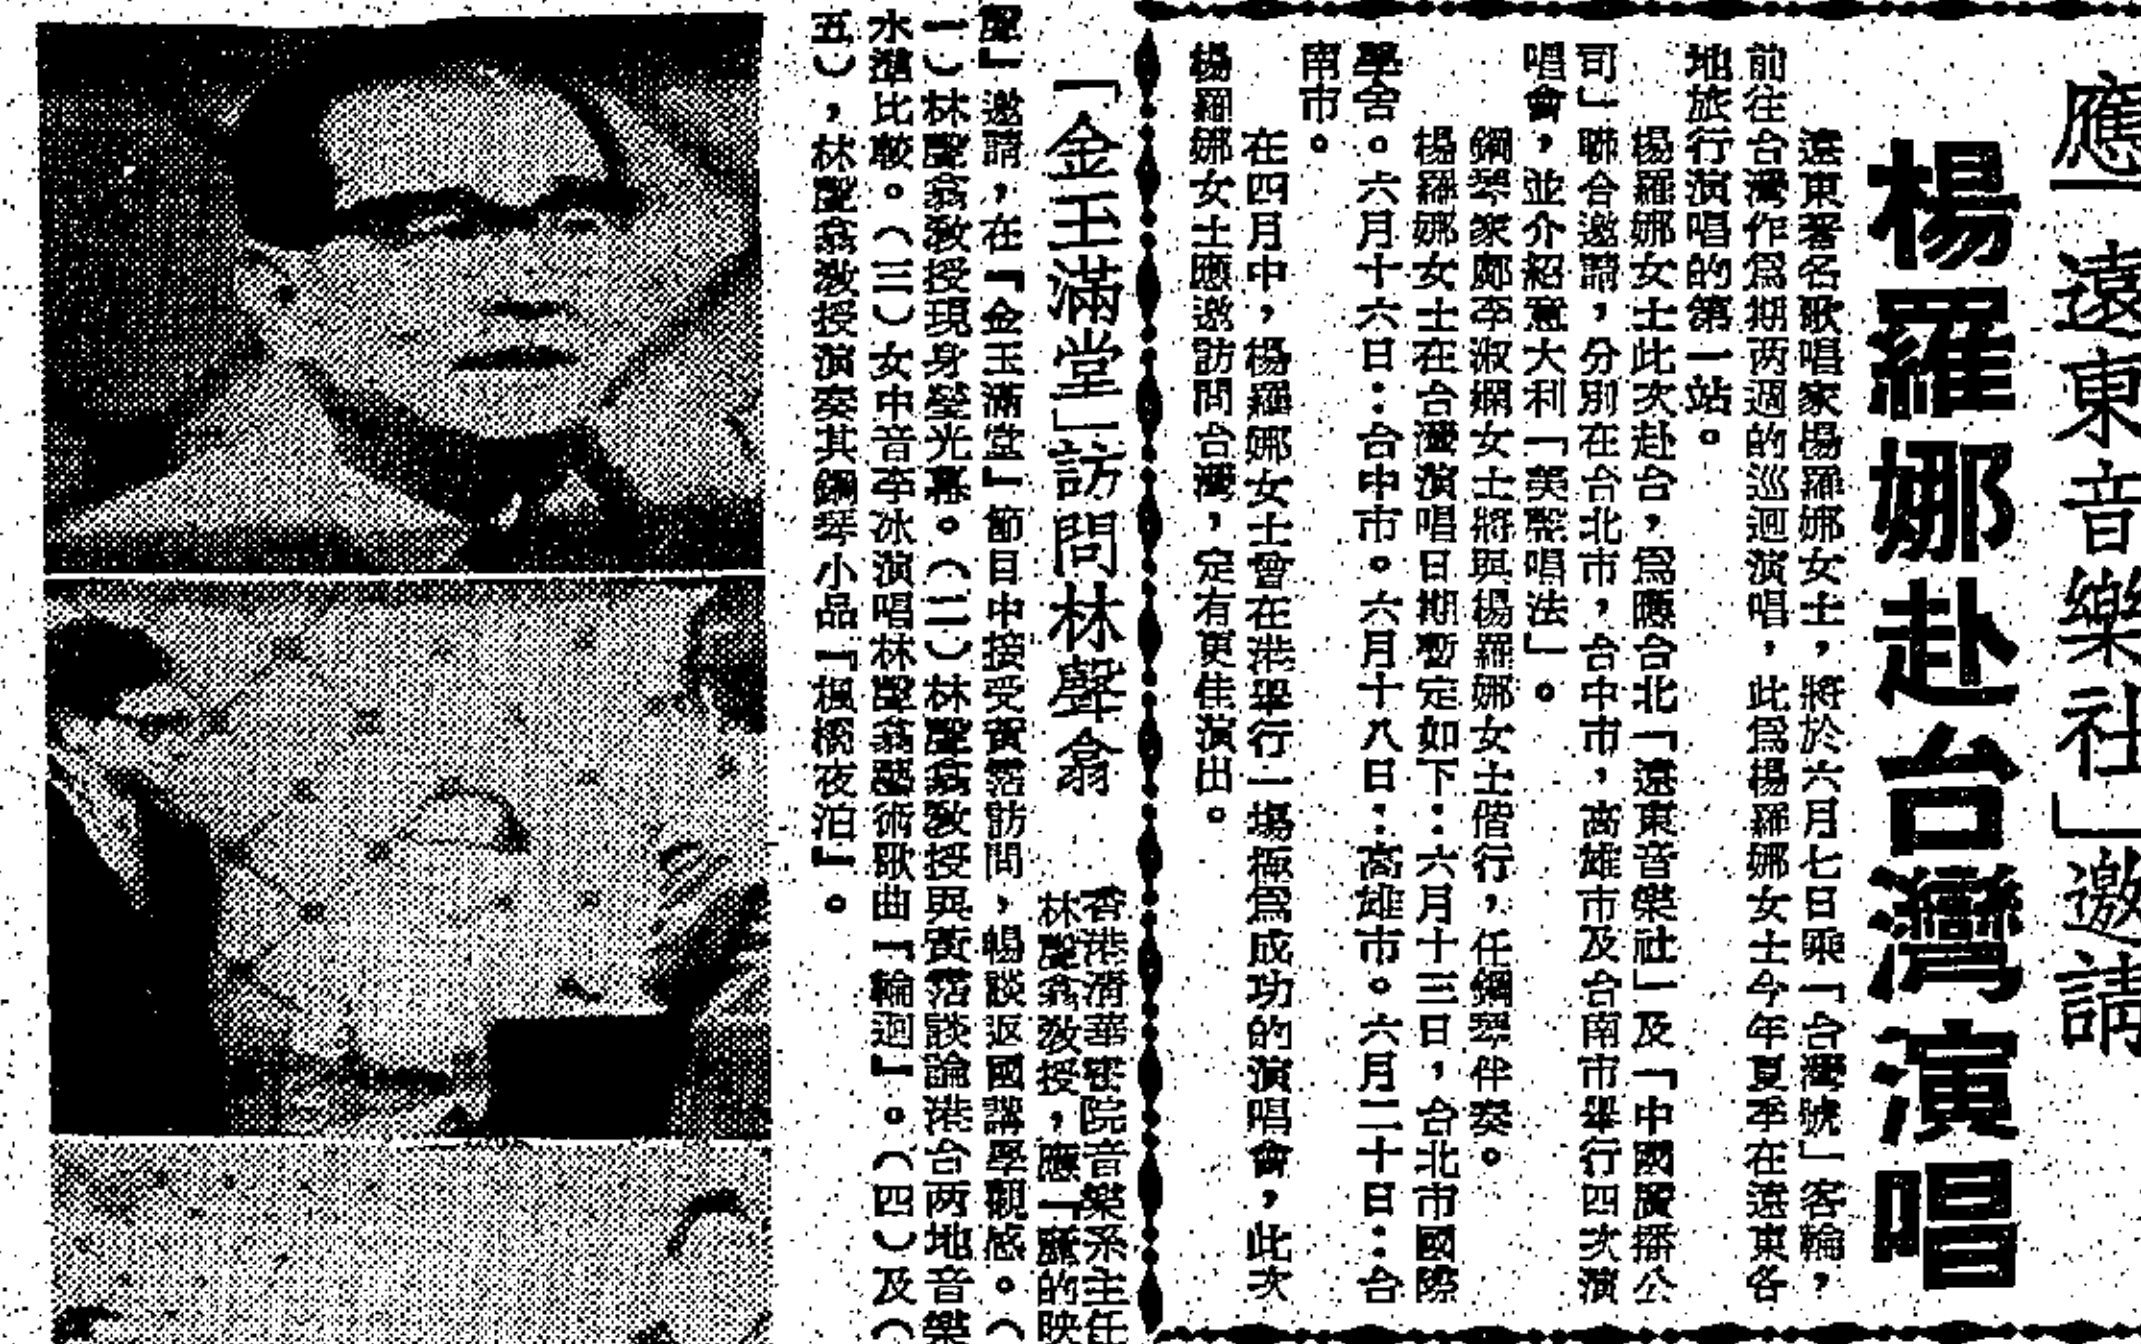 應「遠東音樂社」邀請
楊羅娜赴台灣演唱
遠東著名歌唱家楊羅娜女士，將於六月七日乘「台灣號」客輪，
前往台灣作爲期两週的巡迴演唱，此爲楊羅娜女士今年夏季在遠東各
地旅行演唱的第一站。
楊羅娜女士此次赴台，爲應台北「遠東音樂社」及「中國廣播公
司」聯合邀請，分別在台北市，台中市，高雄市及台南市舉行四次演
唱會，並介紹意大利「美聲唱法」。
鋼琴家鄺李淑嫻女士將與楊羅娜女士偕行，任鋼琴伴奏。
楊羅娜女士在台灣演唱日期暫定如下：六月十三日，台北市國際
學舍。六月十六日：台中市。六月十八日：高雄市。六月二十日：台
南市。
在四月中，楊羅娜女士曾在港舉行一塲極爲成功的演唱會，此次
楊羅娜女士應邀訪問台灣，定有更佳演出。
「金玉滿堂」訪問林聲翁
香港清華書院音樂系主任
林聲翁教授，應「麗的映
聲」邀請，在『金玉滿堂』節目中接受黃霑訪問，暢談返國講學觀感。（
一）林聲翁教授現身螢光幕。（二）林聲翁教授與黃霑談論港台两地音樂
水準比較。（三）女中音李冰演唱林聲翁藝術歌曲『輪迴』。（四）及（
五），林聲翁教授演奏其鋼琴小品『楓橋夜泊』。